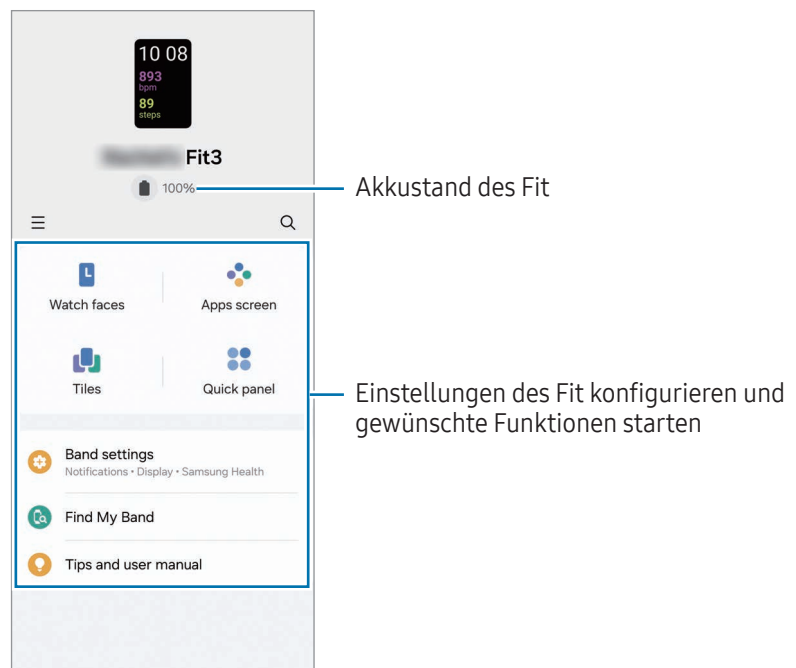 10 08
893
bpm
89
steps
Fit3
100%
Akkustand des Fit
Watch faces
Apps screen
Tiles
Quick panel
Einstellungen des Fit konfigurieren und
gewünschte Funktionen starten
Band settings
Notifications • Display • Samsung Health
Find My Band
Tips and user manual